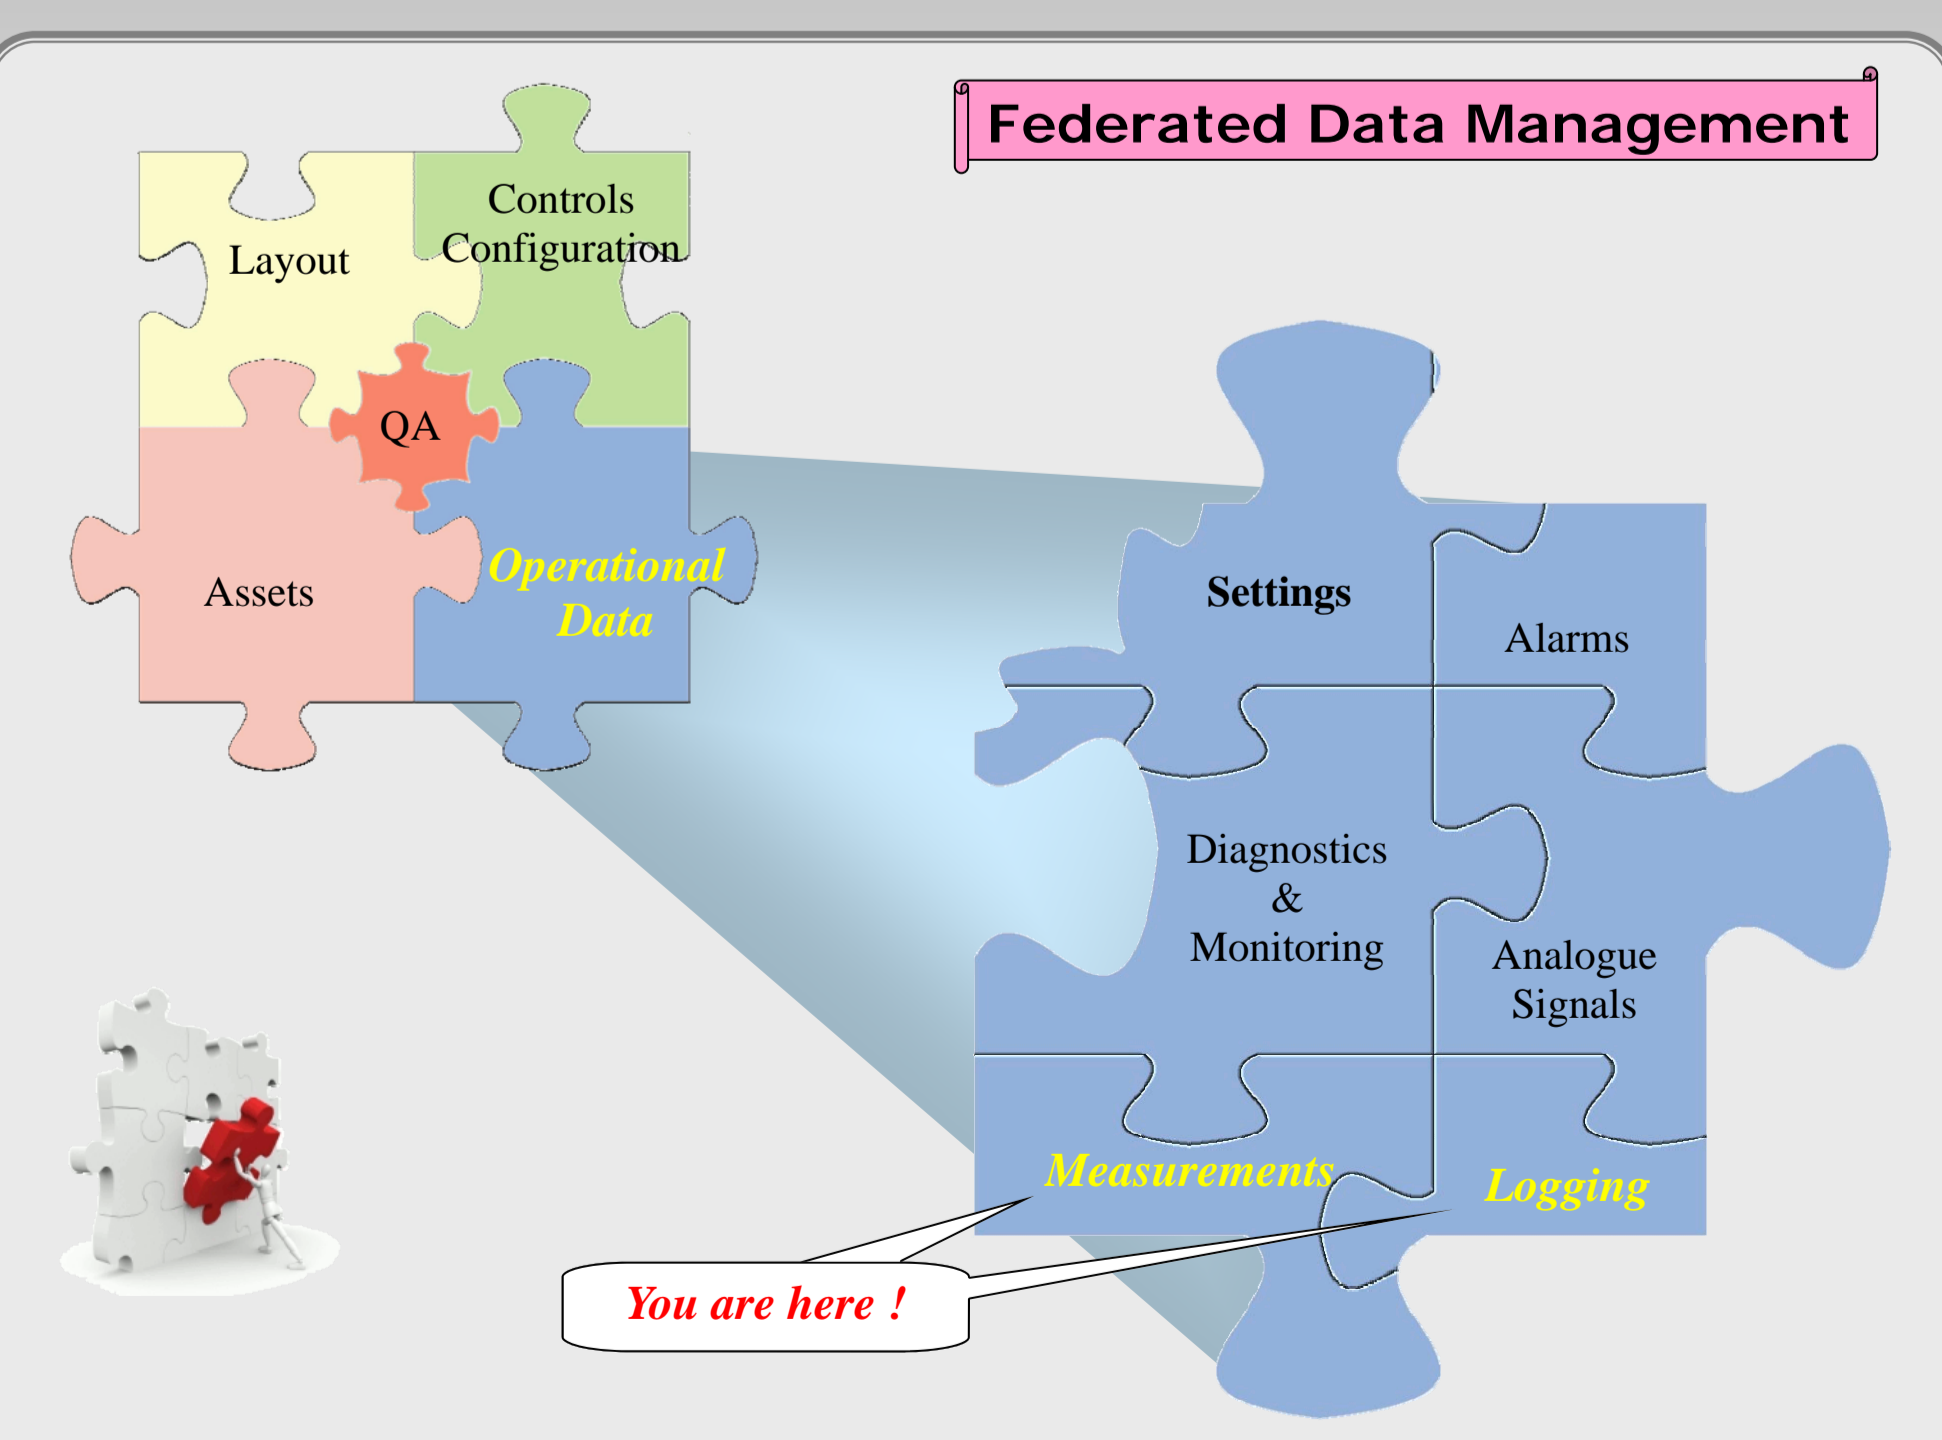 Federated Data Management
Layout
Controls
Configuration
QA
Assets
Operational
Data
Settings
Alarms
Diagnostics
&
Monitoring
Analogue
Signals
Measurements
Logging
You are here !